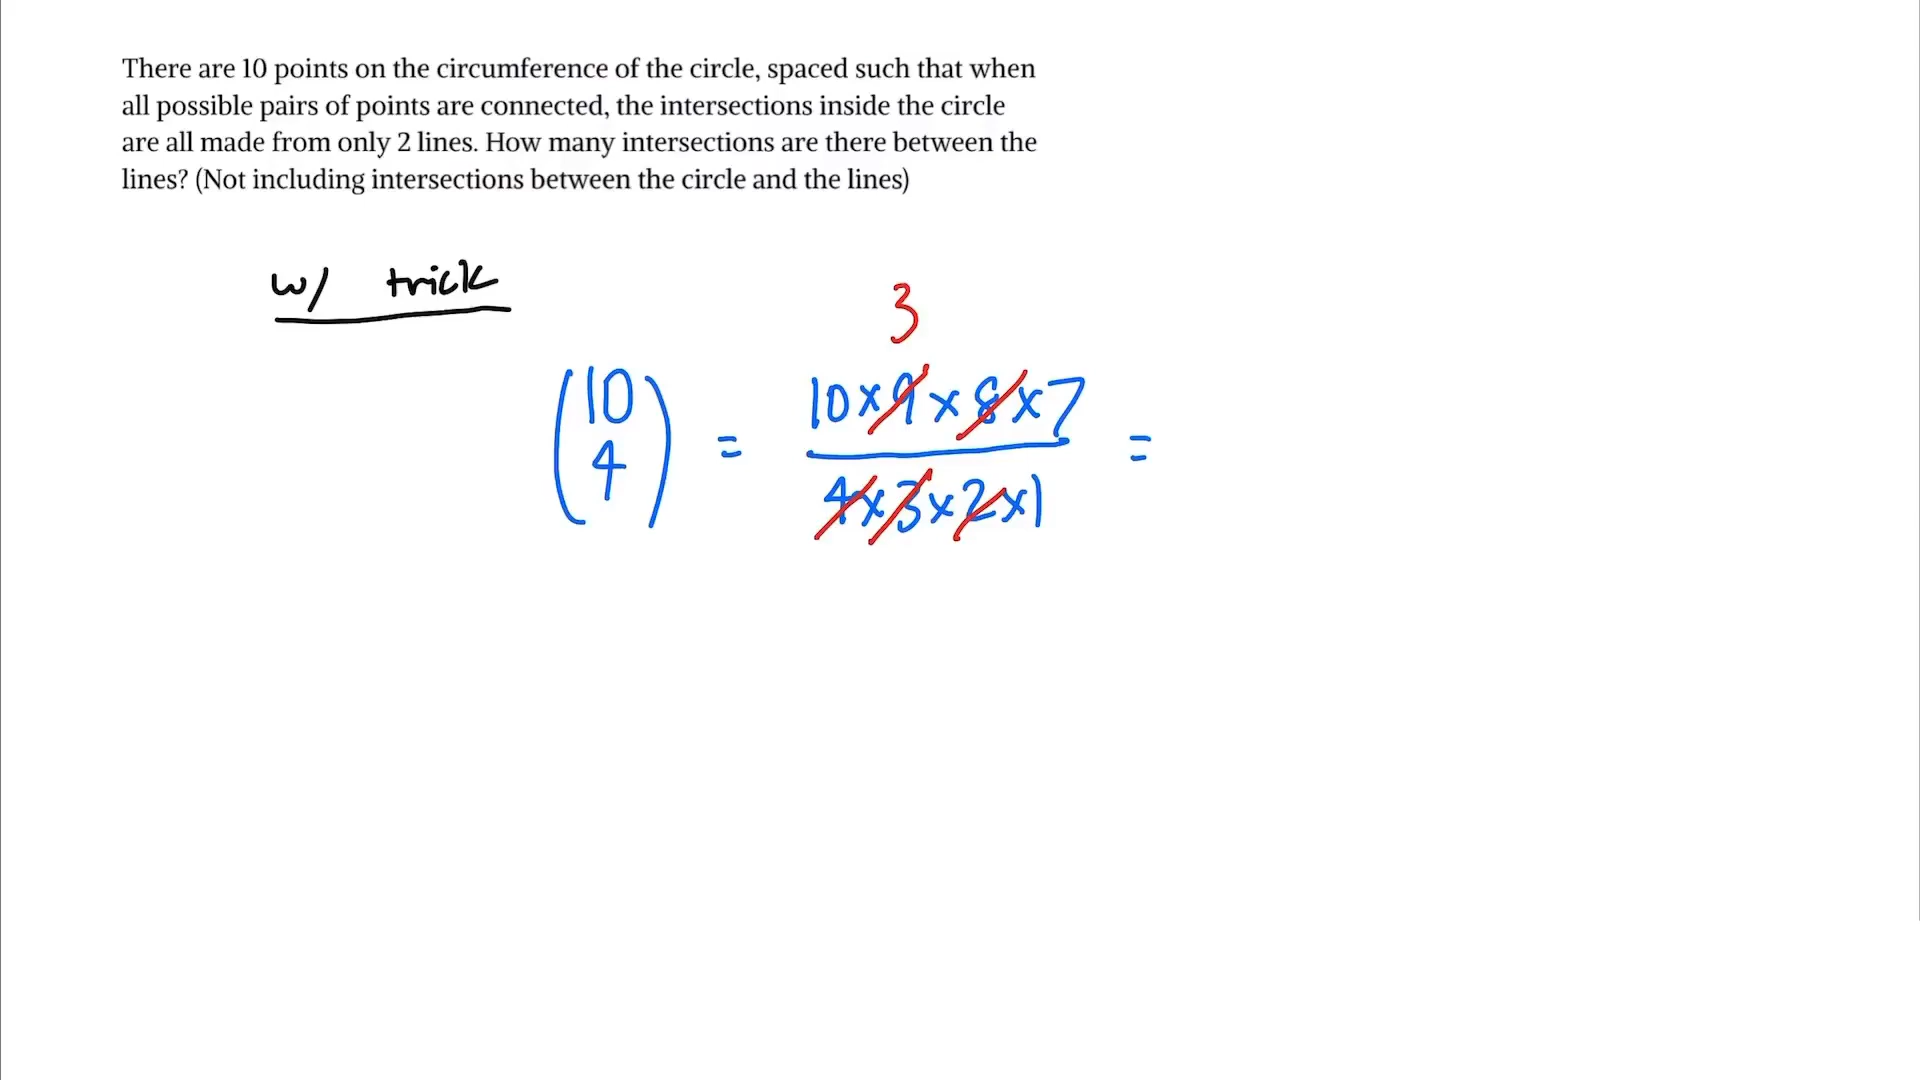 There are 10 points on the circumference of the circle, spaced such that when
all possible pairs of points are connected, the intersections inside the circle
are all made from only 2 lines. How many intersections are there between the
lines? (Not including intersections between the circle and the lines)
w/ trick
3
(10 4) = 10×9×8×7 / 4×3×2×1 =